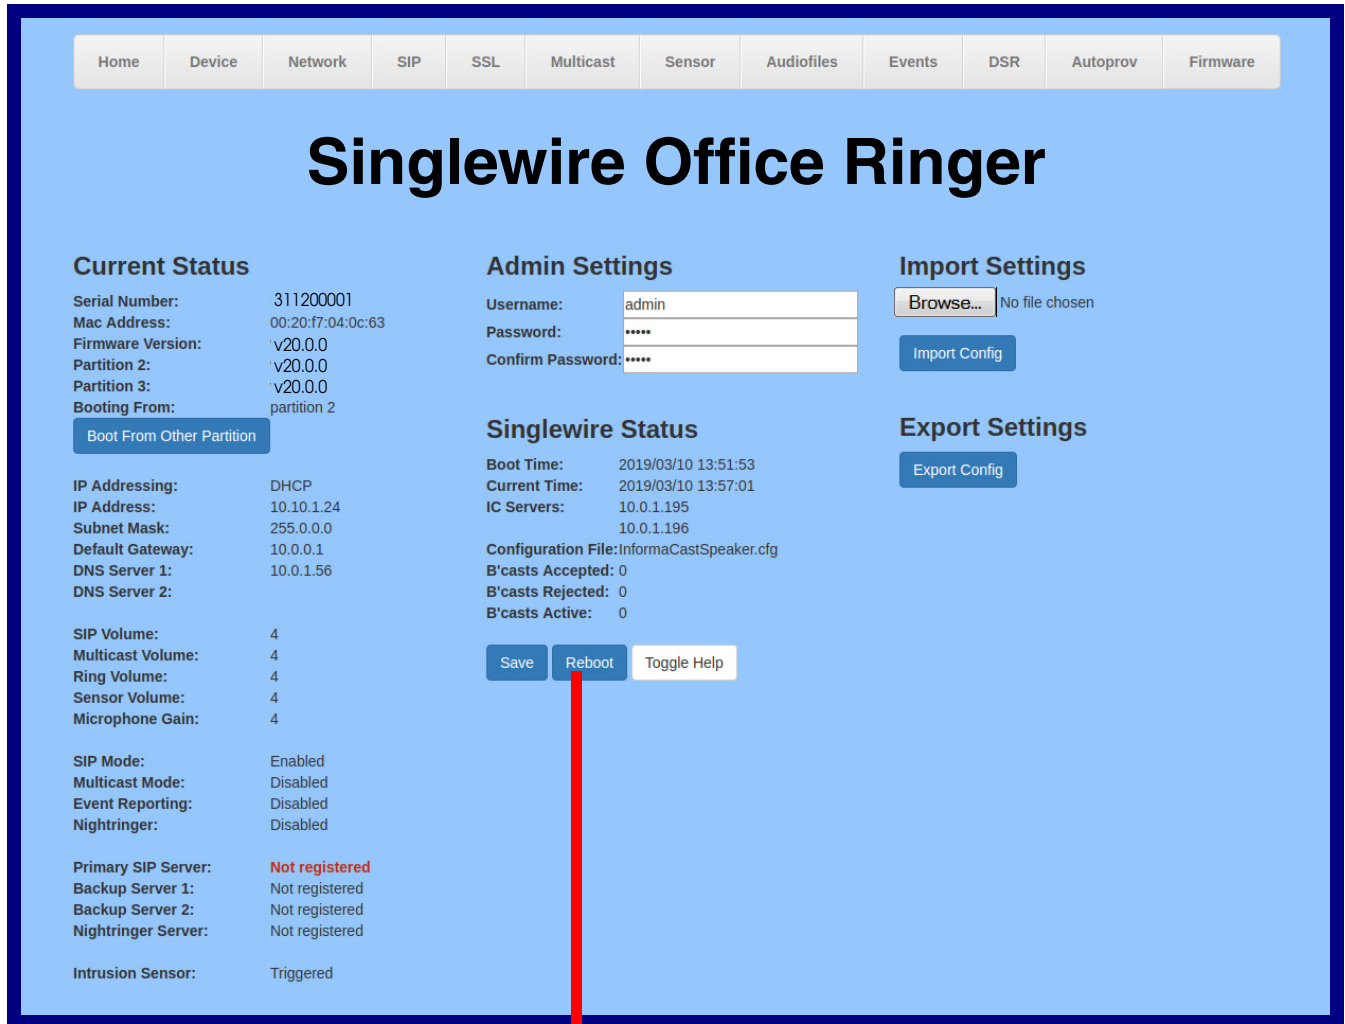 Home Device Network SIP SSL Multicast Sensor Audiofiles Events DSR Autoprov Firmware
Singlewire Office Ringer
Current Status
Serial Number: 311200001
Mac Address: 00:20:f7:04:0c:63
Firmware Version: v20.0.0
Partition 2: v20.0.0
Partition 3: v20.0.0
Booting From: partition 2
Boot From Other Partition
IP Addressing: DHCP
IP Address: 10.10.1.24
Subnet Mask: 255.0.0.0
Default Gateway: 10.0.0.1
DNS Server 1: 10.0.1.56
DNS Server 2:
SIP Volume: 4
Multicast Volume: 4
Ring Volume: 4
Sensor Volume: 4
Microphone Gain: 4
SIP Mode: Enabled
Multicast Mode: Disabled
Event Reporting: Disabled
Nightringer: Disabled
Primary SIP Server: Not registered
Backup Server 1: Not registered
Backup Server 2: Not registered
Nightringer Server: Not registered
Intrusion Sensor: Triggered
Admin Settings
Username: admin
Password: •••••
Confirm Password: •••••
Singlewire Status
Boot Time: 2019/03/10 13:51:53
Current Time: 2019/03/10 13:57:01
IC Servers: 10.0.1.195
10.0.1.196
Configuration File: InformaCastSpeaker.cfg
B'casts Accepted: 0
B'casts Rejected: 0
B'casts Active: 0
Save Reboot Toggle Help
Import Settings
Browse... No file chosen
Import Config
Export Settings
Export Config